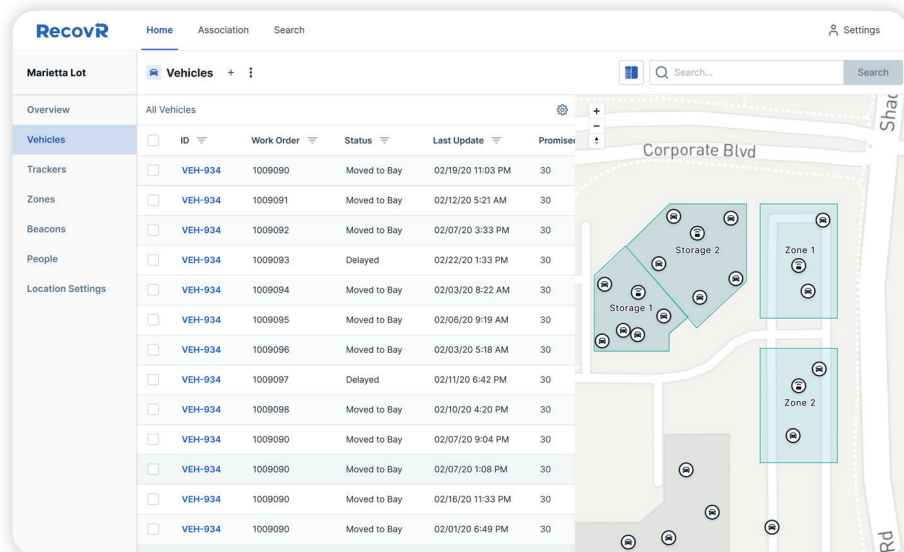 RecovR
Home Association Search Settings
Marietta Lot
Vehicles +
Search... Search
Overview
Vehicles
Trackers
Zones
Beacons
People
Location Settings
All Vehicles
ID Work Order Status Last Update Promised
VEH-934 1009090 Moved to Bay 02/19/20 11:03 PM 30
VEH-934 1009091 Moved to Bay 02/12/20 5:21 AM 30
VEH-934 1009092 Moved to Bay 02/07/20 3:33 PM 30
VEH-934 1009093 Delayed 02/22/20 1:33 PM 30
VEH-934 1009094 Moved to Bay 02/03/20 8:22 AM 30
VEH-934 1009095 Moved to Bay 02/06/20 9:19 AM 30
VEH-934 1009096 Moved to Bay 02/03/20 5:18 AM 30
VEH-934 1009097 Delayed 02/11/20 6:42 PM 30
VEH-934 1009098 Moved to Bay 02/10/20 4:20 PM 30
VEH-934 1009090 Moved to Bay 02/07/20 9:04 PM 30
VEH-934 1009090 Moved to Bay 02/07/20 1:08 PM 30
VEH-934 1009090 Moved to Bay 02/16/20 11:33 PM 30
VEH-934 1009090 Moved to Bay 02/01/20 6:49 PM 30
+
−
Corporate Blvd
Shad
Storage 2
Zone 1
Storage 1
Zone 2
Rd